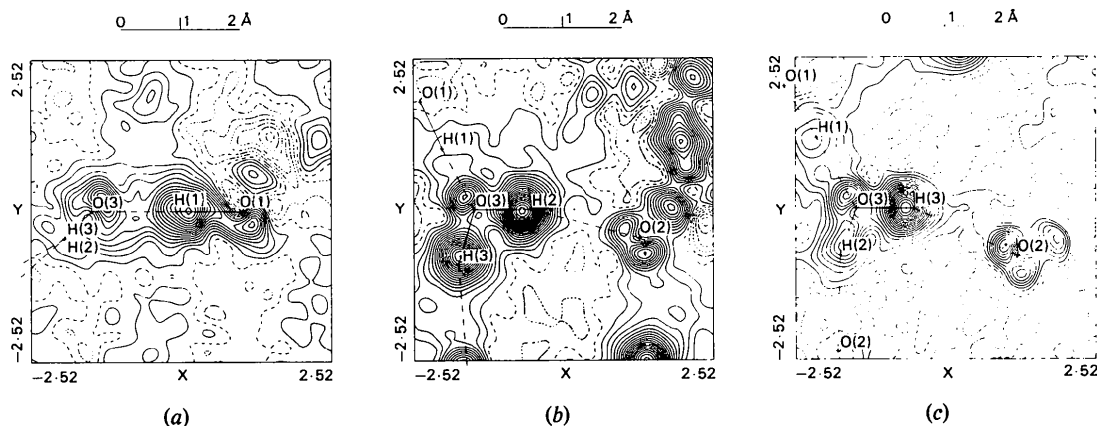 0 1 2 Å
0 1 2 Å
0 1 2 Å
2·52
O(3)
H(1)
O(1)
Y
H(3)
H(2)
-2·52
-2·52
X
2·52
(a)
2·52
O(1)
H(1)
O(3)
H(2)
Y
O(2)
H(3)
-2·52
-2·52
X
2·52
(b)
2·52
O(1)
H(1)
O(3)
H(3)
Y
H(2)
O(2)
O(2)
-2·52
-2·52
X
2·52
(c)